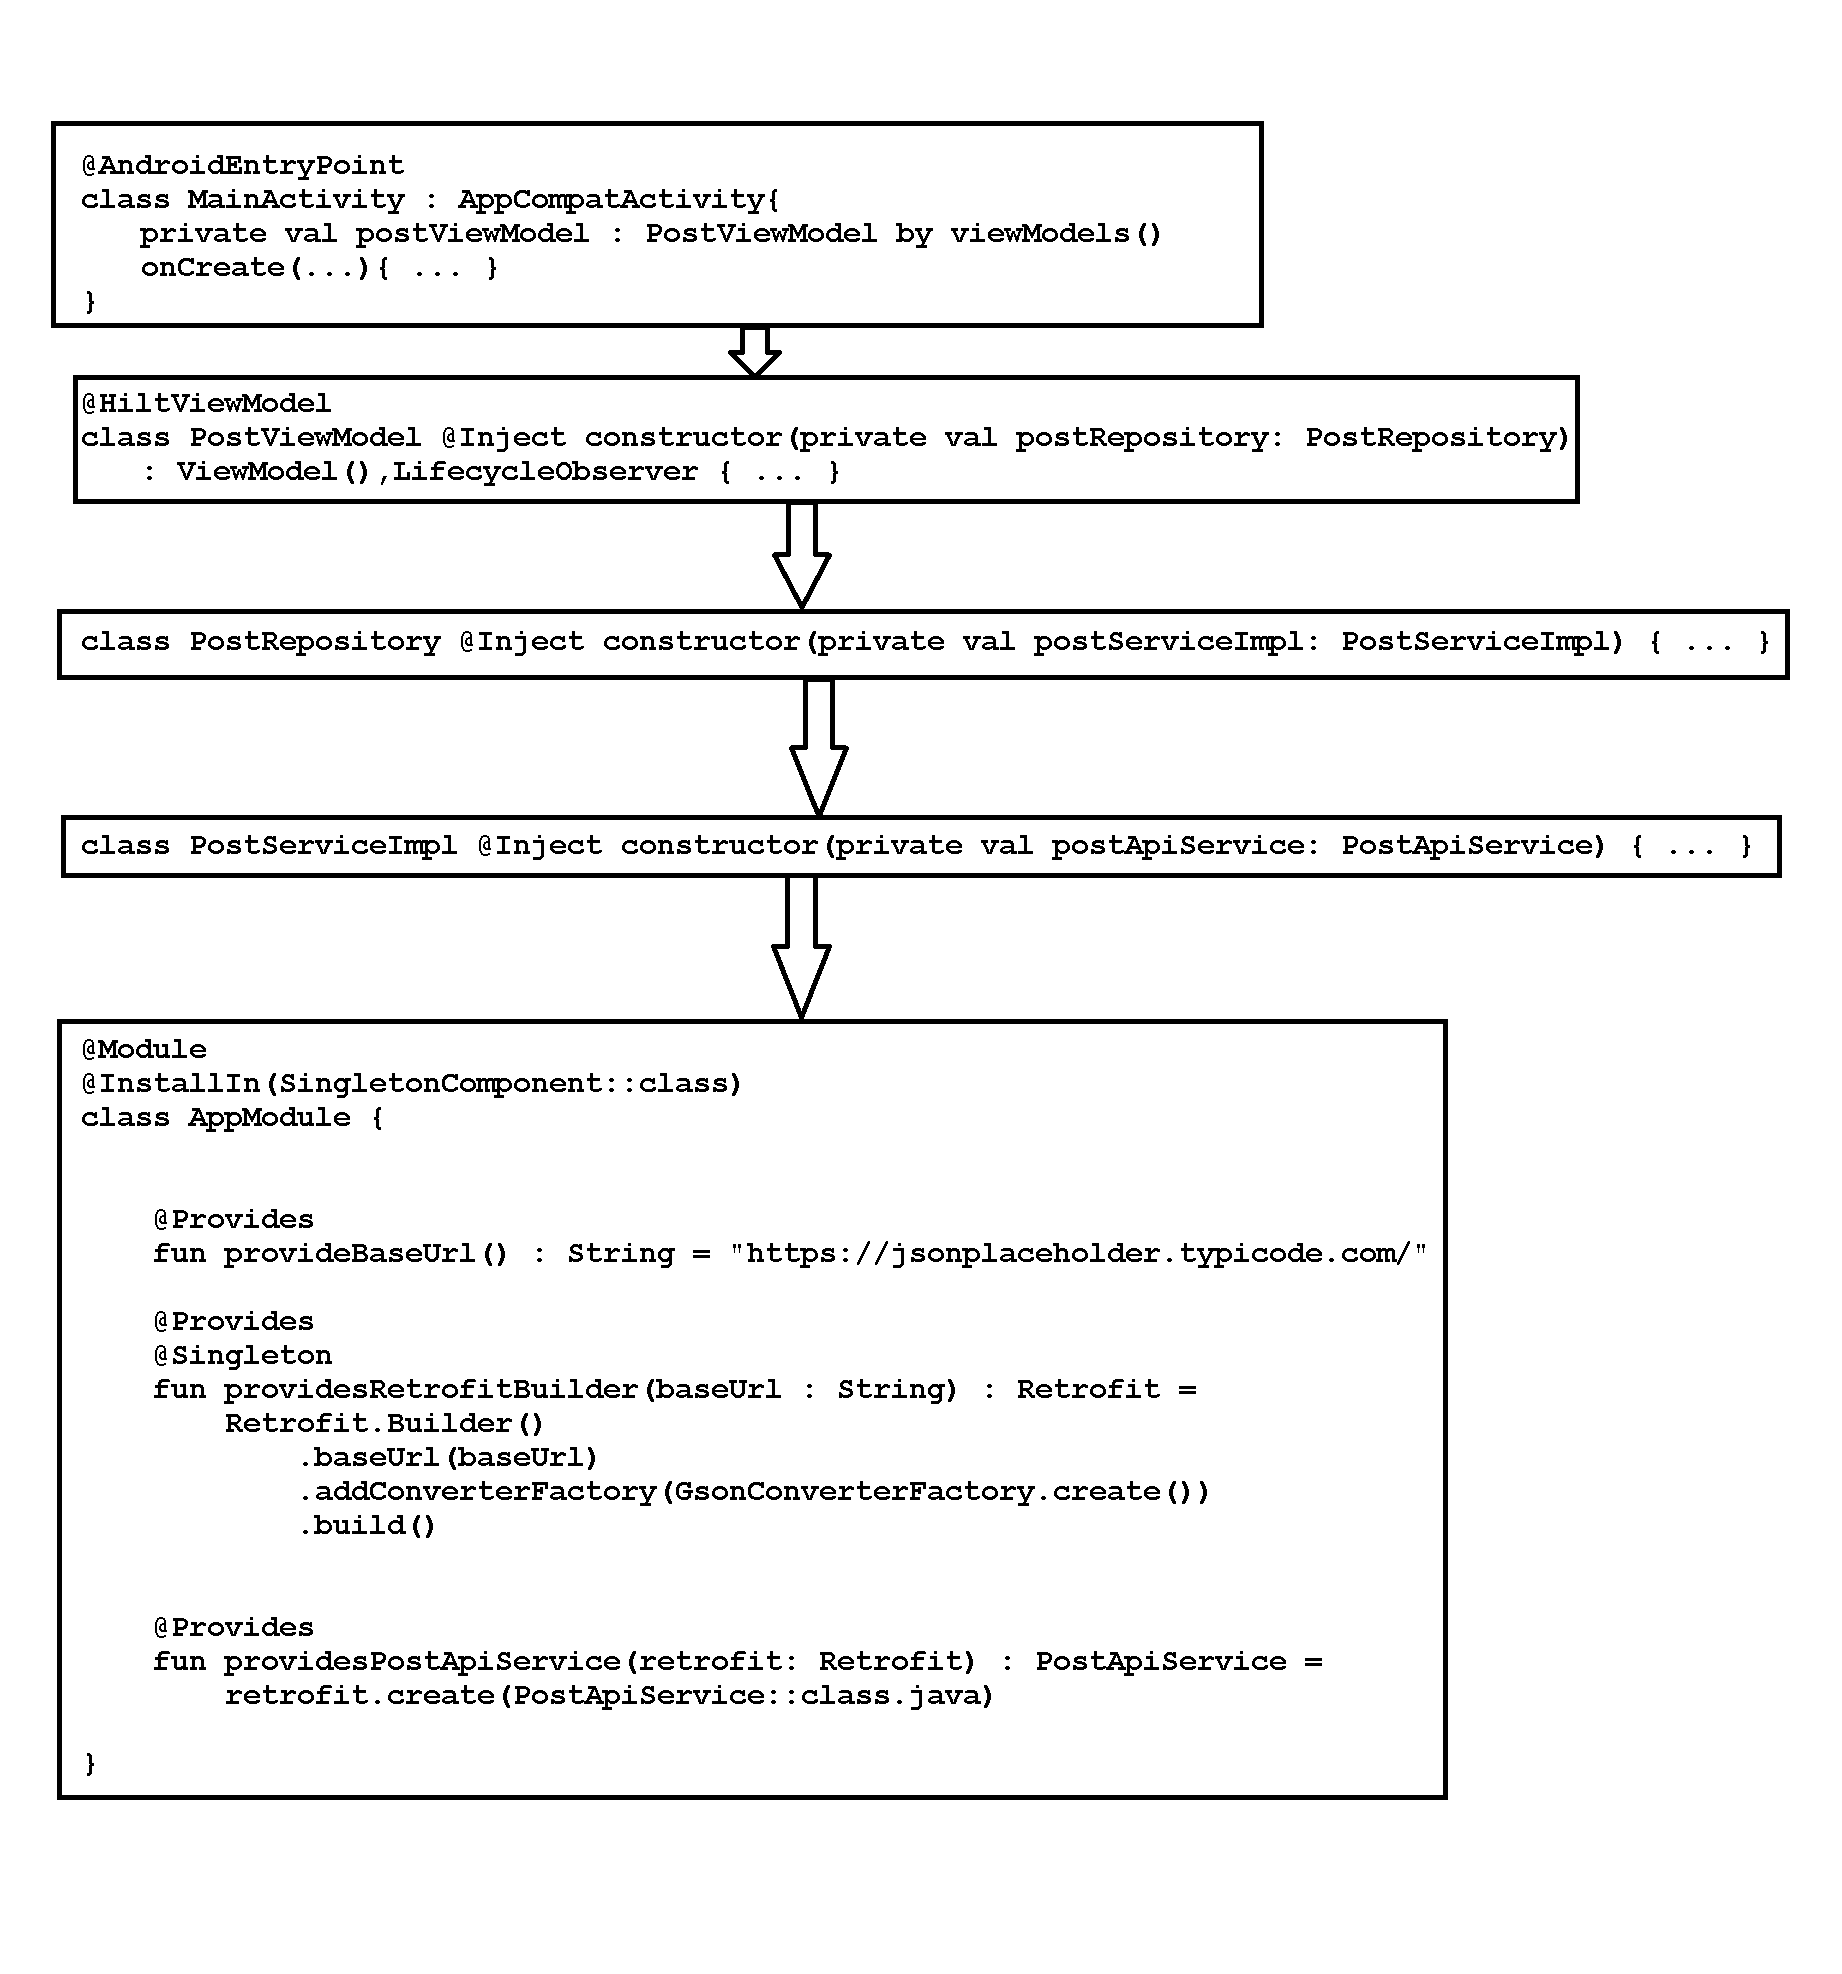 @AndroidEntryPoint
class MainActivity : AppCompatActivity{
private val postViewModel : PostViewModel by viewModels()
onCreate(...){ ... }
}
@HiltViewModel
class PostViewModel @Inject constructor(private val postRepository: PostRepository)
: ViewModel(),LifecycleObserver { ... }
class PostRepository @Inject constructor(private val postServiceImpl: PostServiceImpl) { ... }
class PostServiceImpl @Inject constructor(private val postApiService: PostApiService) { ... }
@Module
@InstallIn(SingletonComponent::class)
class AppModule {
@Provides
fun provideBaseUrl() : String = "https://jsonplaceholder.typicode.com/"
@Provides
@Singleton
fun providesRetrofitBuilder(baseUrl : String) : Retrofit =
Retrofit.Builder()
.baseUrl(baseUrl)
.addConverterFactory(GsonConverterFactory.create())
.build()
@Provides
fun providesPostApiService(retrofit: Retrofit) : PostApiService =
retrofit.create(PostApiService::class.java)
}